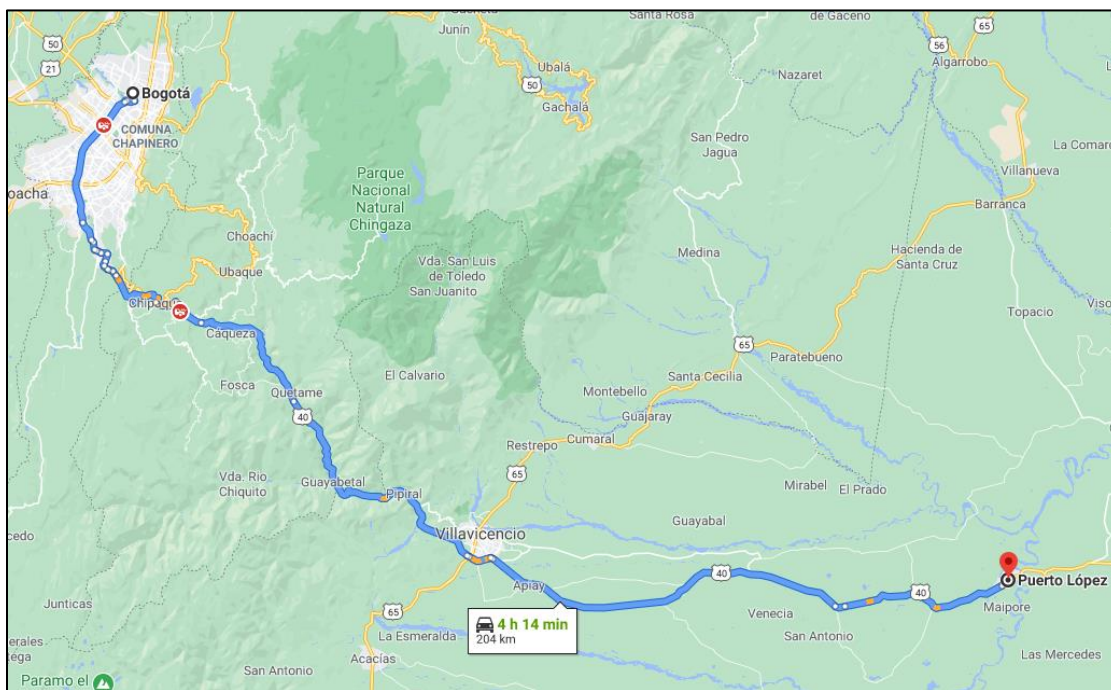 Santa Rosa
de Gaceno
50
Junín
56
65
21
Ubalá
Algarrobo
Nazaret
50
Bogotá
Gachalá
COMUNA
CHAPINERO
San Pedro
Jagua
La Comarc
Parque
Nacional
Natural
Chingaza
Villanueva
oacha
Barranca
Choachí
Medina
Hacienda de
Santa Cruz
Vda. San Luis
de Toledo
Ubaque
San Juanito
Chipaque
Viso
Topacio
Cáqueza
65
Paratebueno
El Calvario
Santa Cecilia
Fosca
Montebello
Quetame
Guajaray
40
Restrepo
Cumaral
65
Vda. Rio
Chiquito
Guayabetal
Pipiral
Mirabel
El Prado
Guayabal
cedo
Villavicencio
40
Puerto López
Apiay
40
Junticas
65
Venecia
Maipore
4 h 14 min
204 km
La Esmeralda
San Antonio
erales
tega
San Antonio
Acacías
Las Mercedes
Paramo el